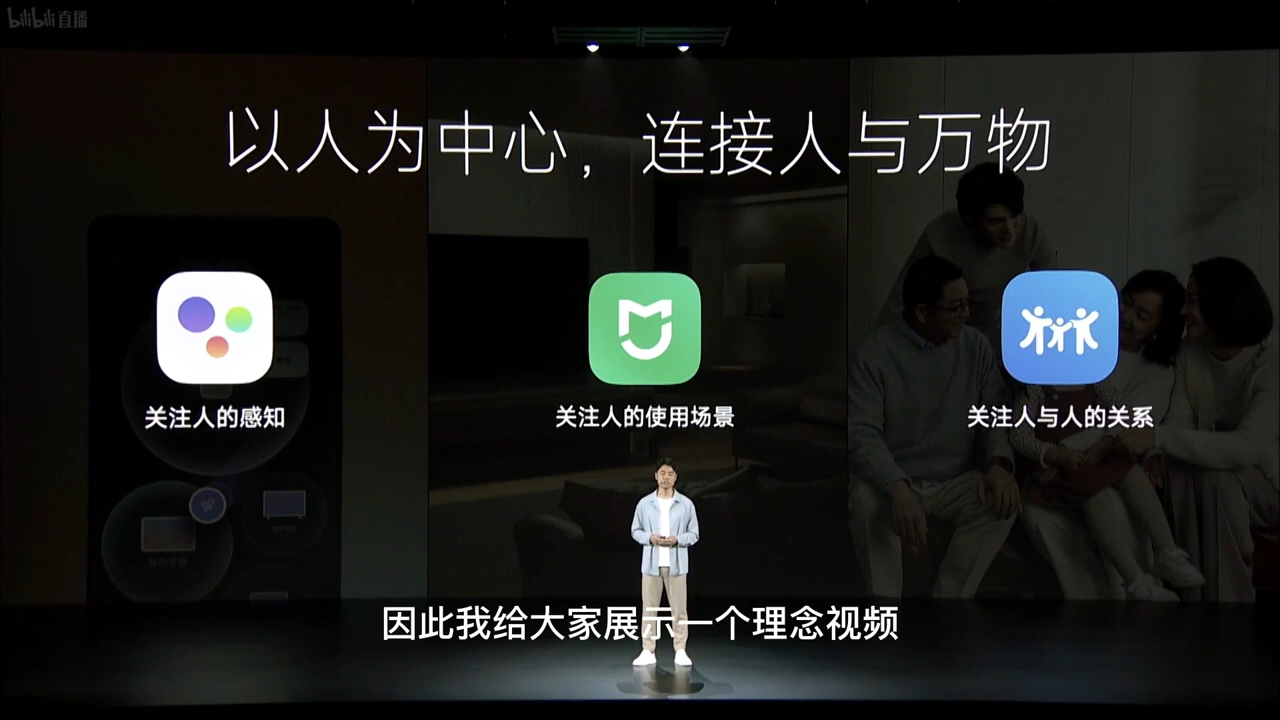 bilibili直播
以人为中心，连接人与万物
关注人的感知
关注人的使用场景
关注人与人的关系
因此我给大家展示一个理念视频